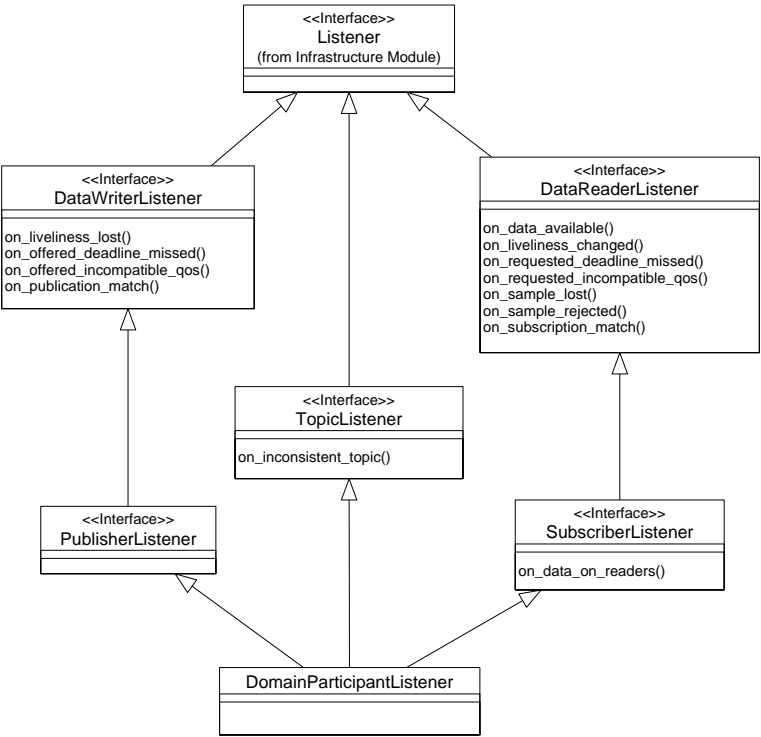 <<Interface>>
Listener
(from Infrastructure Module)
<<Interface>>
DataWriterListener
on_liveliness_lost()
on_offered_deadline_missed()
on_offered_incompatible_qos()
on_publication_match()
<<Interface>>
DataReaderListener
on_data_available()
on_liveliness_changed()
on_requested_deadline_missed()
on_requested_incompatible_qos()
on_sample_lost()
on_sample_rejected()
on_subscription_match()
<<Interface>>
TopicListener
on_inconsistent_topic()
<<Interface>>
PublisherListener
<<Interface>>
SubscriberListener
on_data_on_readers()
DomainParticipantListener